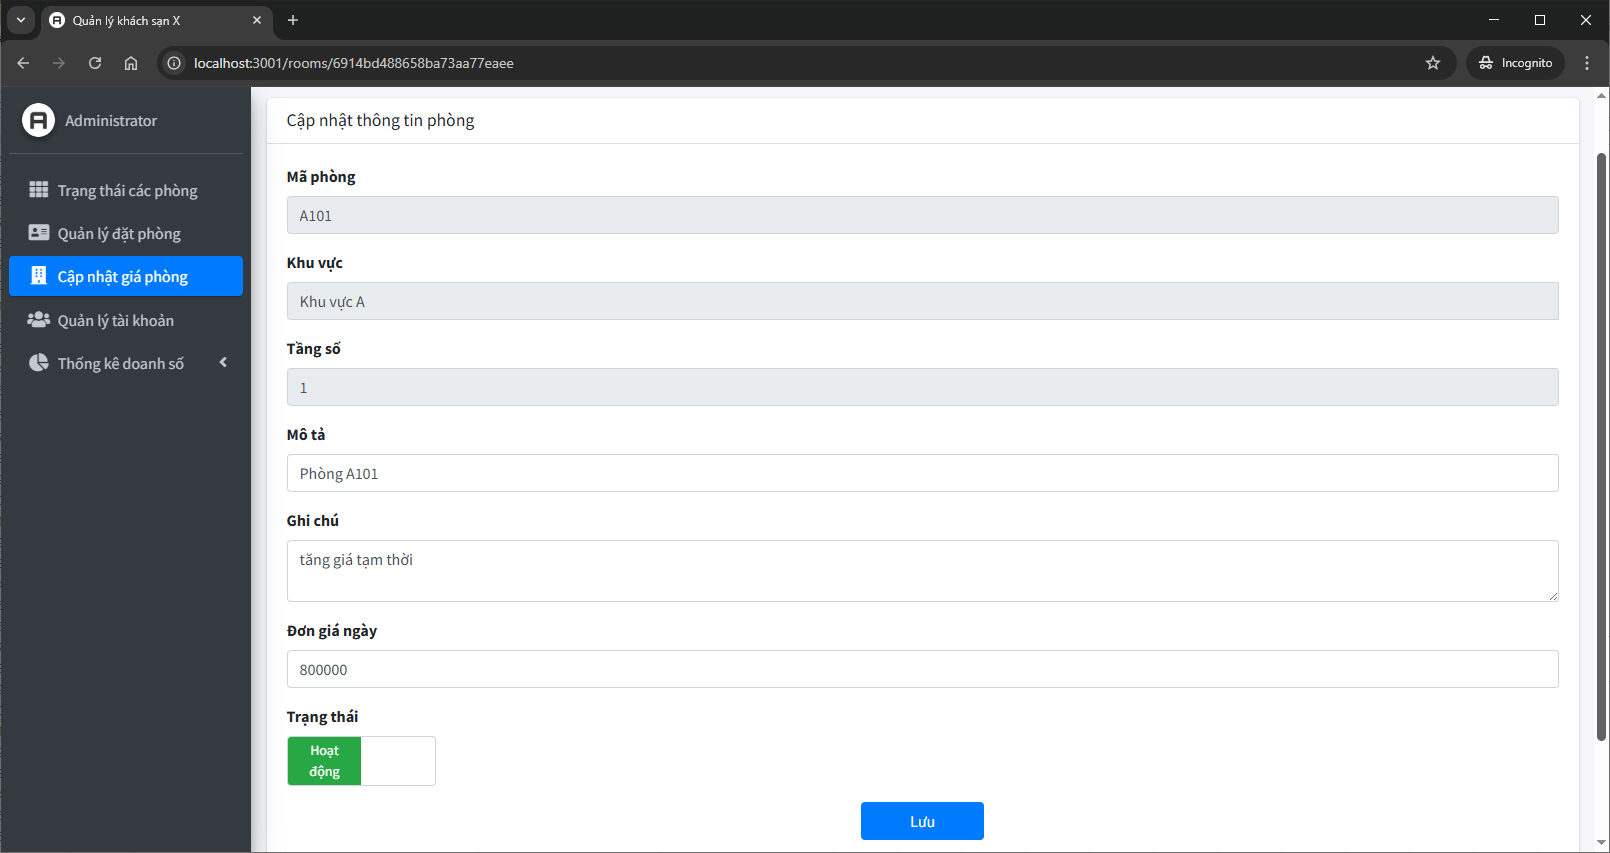 Quản lý khách sạn X
localhost:3001/rooms/6914bd488658ba73aa77eaee
Incognito
Administrator
Trạng thái các phòng
Quản lý đặt phòng
Cập nhật giá phòng
Quản lý tài khoản
Thống kê doanh số
Cập nhật thông tin phòng
Mã phòng
A101
Khu vực
Khu vực A
Tầng số
1
Mô tả
Phòng A101
Ghi chú
tăng giá tạm thời
Đơn giá ngày
800000
Trạng thái
Hoạt
động
Lưu